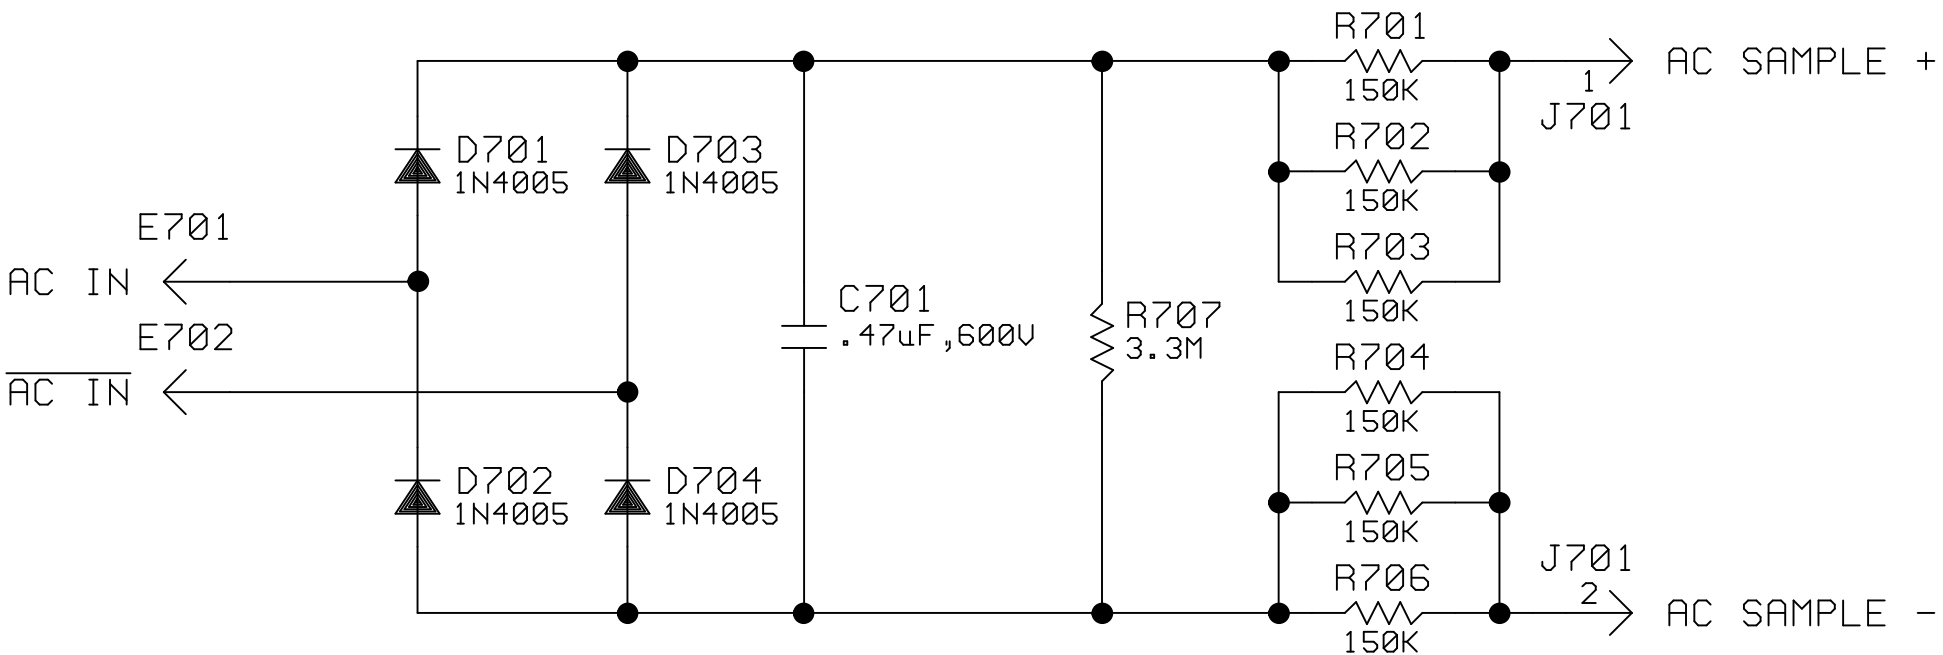 R701
150K
AC SAMPLE +
1
J701
R702
150K
R703
150K
D701
1N4005
D703
1N4005
E701
AC IN
E702
AC IN
C701
.47uF,600V
R707
3.3M
R704
150K
R705
150K
D702
1N4005
D704
1N4005
J701
2
R706
150K
AC SAMPLE -